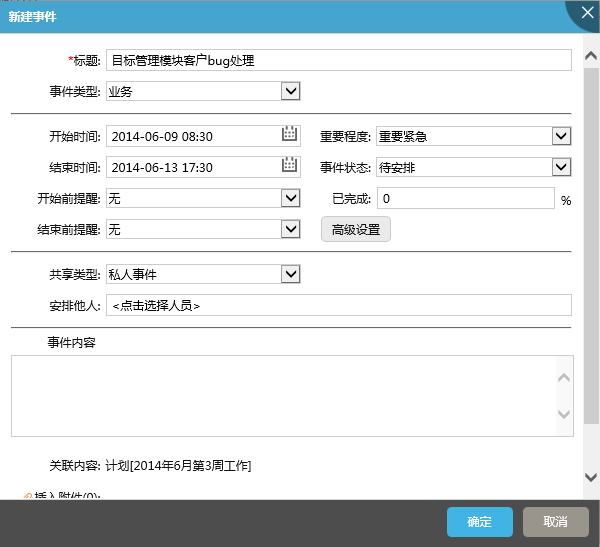 新建事件
*标题: 目标管理模块客户bug处理
事件类型: 业务
开始时间: 2014-06-09 08:30 重要程度: 重要紧急
结束时间: 2014-06-13 17:30 事件状态: 待安排
开始前提醒: 无 已完成: 0 %
结束前提醒: 无 高级设置
共享类型: 私人事件
安排他人: <点击选择人员>
事件内容
关联内容: 计划[2014年6月第3周工作]
插入附件(0):
确定 取消